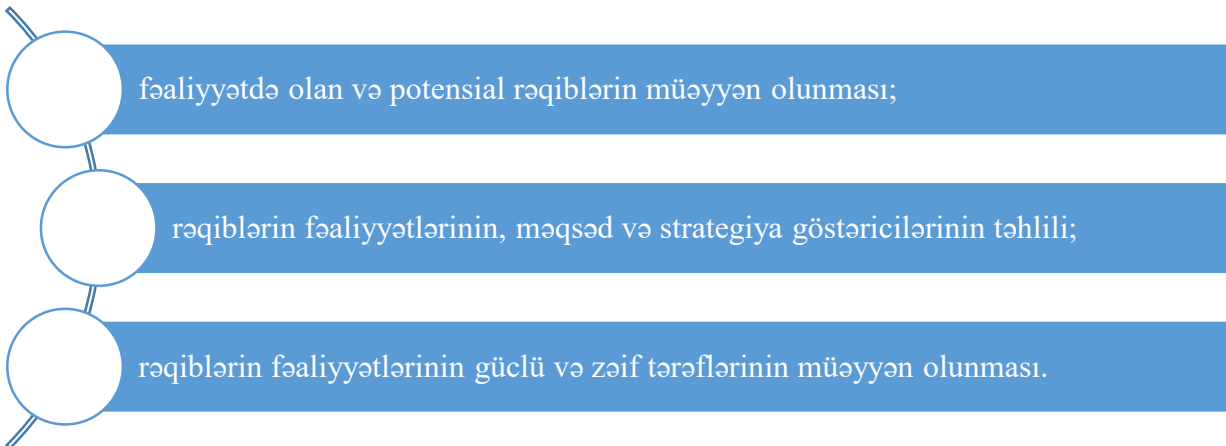 fəaliyyətdə olan və potensial rəqiblərin müəyyən olunması;
rəqiblərin fəaliyyətlərinin, məqsəd və strategiya göstəricilərinin təhlili;
rəqiblərin fəaliyyətlərinin güclü və zəif tərəflərinin müəyyən olunması.